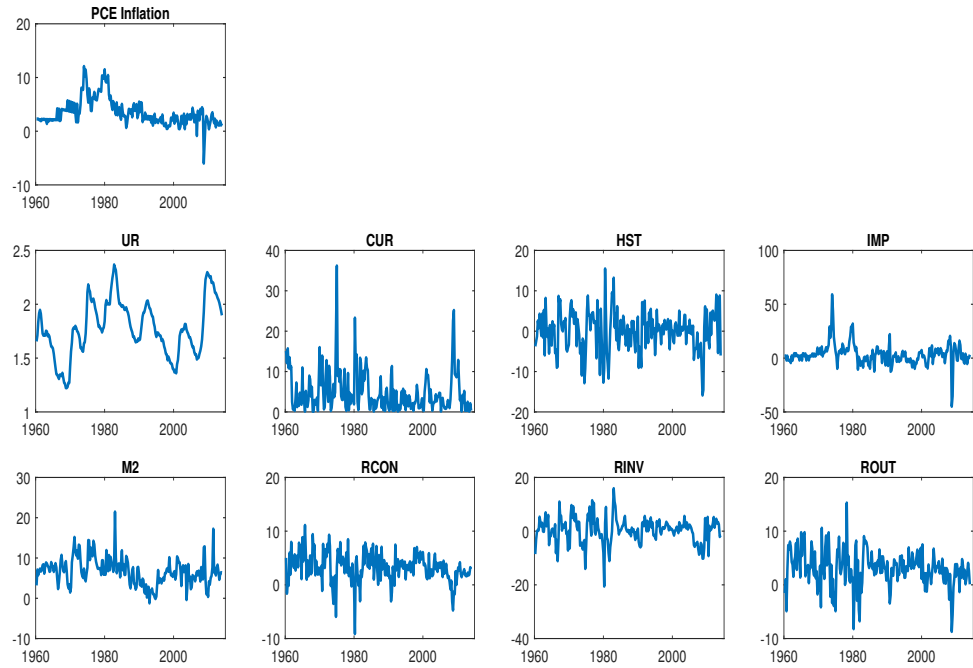 PCE Inflation
20
10
0
-10
1960 1980 2000
UR CUR HST IMP
2.5 40 20 100
30 10 50
2
20 0
1.5 10 -10 0
1 0 -20 -50
1960 1980 2000 1960 1980 2000 1960 1980 2000 1960 1980 2000
M2 RCON RINV ROUT
30 20 20 20
20 10 0 10
10
0 0 -20 0
-10 -10 -40 -10
1960 1980 2000 1960 1980 2000 1960 1980 2000 1960 1980 2000